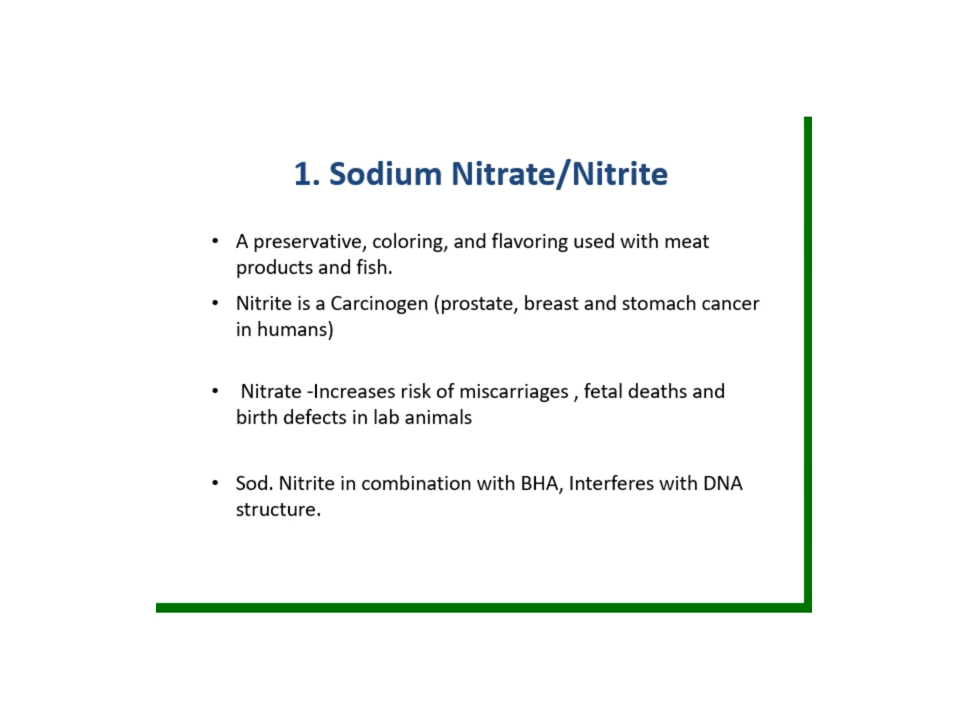 1. Sodium Nitrate/Nitrite
• A preservative, coloring, and flavoring used with meat
products and fish.
• Nitrite is a Carcinogen (prostate, breast and stomach cancer
in humans)
• Nitrate -Increases risk of miscarriages , fetal deaths and
birth defects in lab animals
• Sod. Nitrite in combination with BHA, Interferes with DNA
structure.